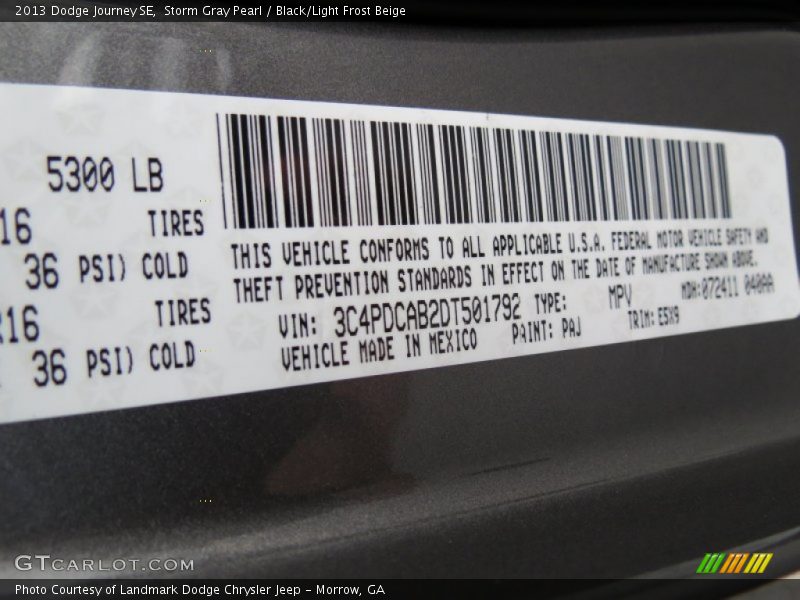 2013 Dodge Journey SE,  Storm Gray Pearl / Black/Light Frost Beige
5300 LB
16 TIRES
36 PSI) COLD
R16 TIRES
36 PSI) COLD
THIS VEHICLE CONFORMS TO ALL APPLICABLE U.S.A. FEDERAL MOTOR VEHICLE SAFETY AND
THEFT PREVENTION STANDARDS IN EFFECT ON THE DATE OF MANUFACTURE SHOWN ABOVE.
VIN: 3C4PDCAB2DT501792 TYPE: MPV MDH:072411 040AA
VEHICLE MADE IN MEXICO PAINT: PAJ TRIM: E5X9
GTCARLOT.COM
Photo Courtesy of Landmark Dodge Chrysler Jeep – Morrow, GA